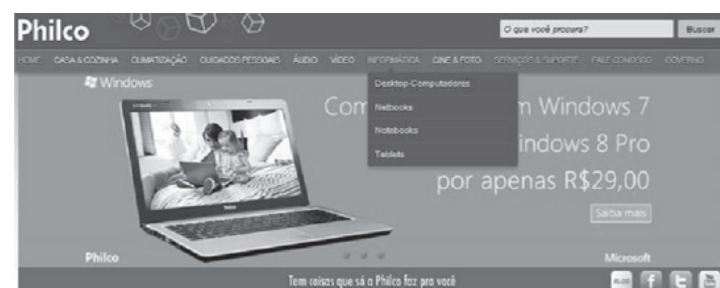 Philco
O que você procura?
Buscar
HOME CASA & COZINHA CLIMATIZAÇÃO CUIDADOS PESSOAIS ÁUDIO VÍDEO INFORMÁTICA CINE & FOTO SERVIÇOS & SUPORTE FALE CONOSCO GOVERNO
Windows
Desktop-Computadores
Netbooks
Notebooks
Tablets
Com
m Windows 7
indows 8 Pro
por apenas R$29,00
Saiba mais
Philco
Microsoft
Tem coisas que só a Philco faz pra você
BLOG